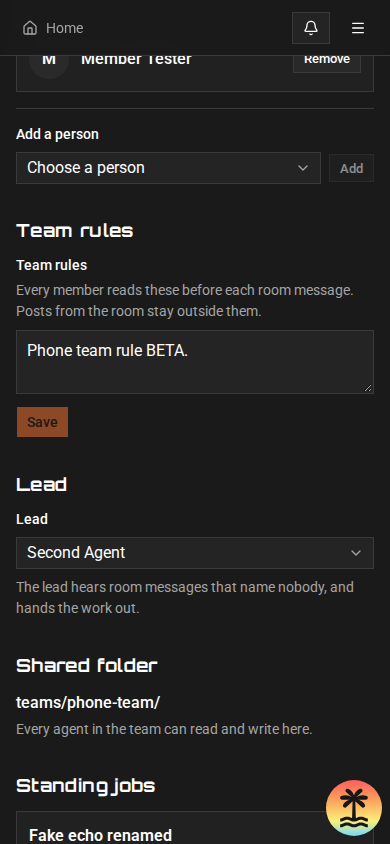 Home
M Member Tester Remove
Add a person
Choose a person Add
Team rules
Team rules
Every member reads these before each room message.
Posts from the room stay outside them.
Phone team rule BETA.
Save
Lead
Lead
Second Agent
The lead hears room messages that name nobody, and
hands the work out.
Shared folder
teams/phone-team/
Every agent in the team can read and write here.
Standing jobs
Fake echo renamed